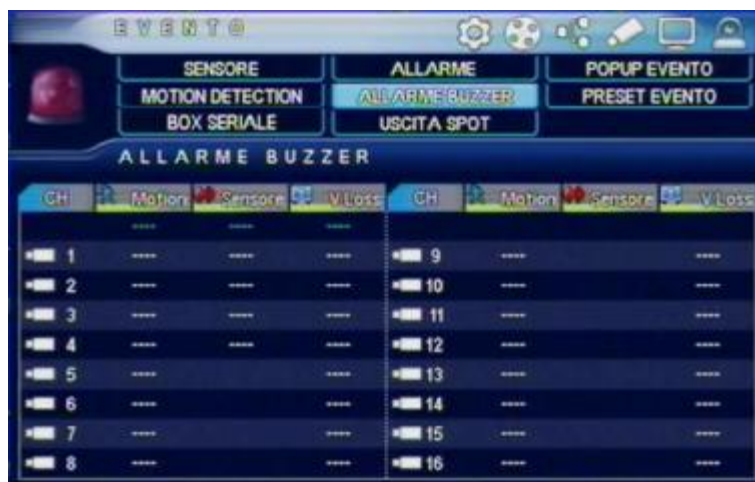 EVENTO
SENSORE ALLARME POPUP EVENTO
MOTION DETECTION ALLARME BUZZER PRESET EVENTO
BOX SERIALE USCITA SPOT
ALLARME BUZZER
CH Motion Sensore V.Loss CH Motion Sensore V.Loss
---- ---- ----
1 ---- ---- ---- 9 ---- ----
2 ---- ---- ---- 10 ---- ----
3 ---- ---- ---- 11 ---- ----
4 ---- ---- ---- 12 ---- ----
5 ---- ---- 13 ---- ----
6 ---- ---- 14 ---- ----
7 ---- ---- 15 ---- ----
8 ---- ---- 16 ---- ----